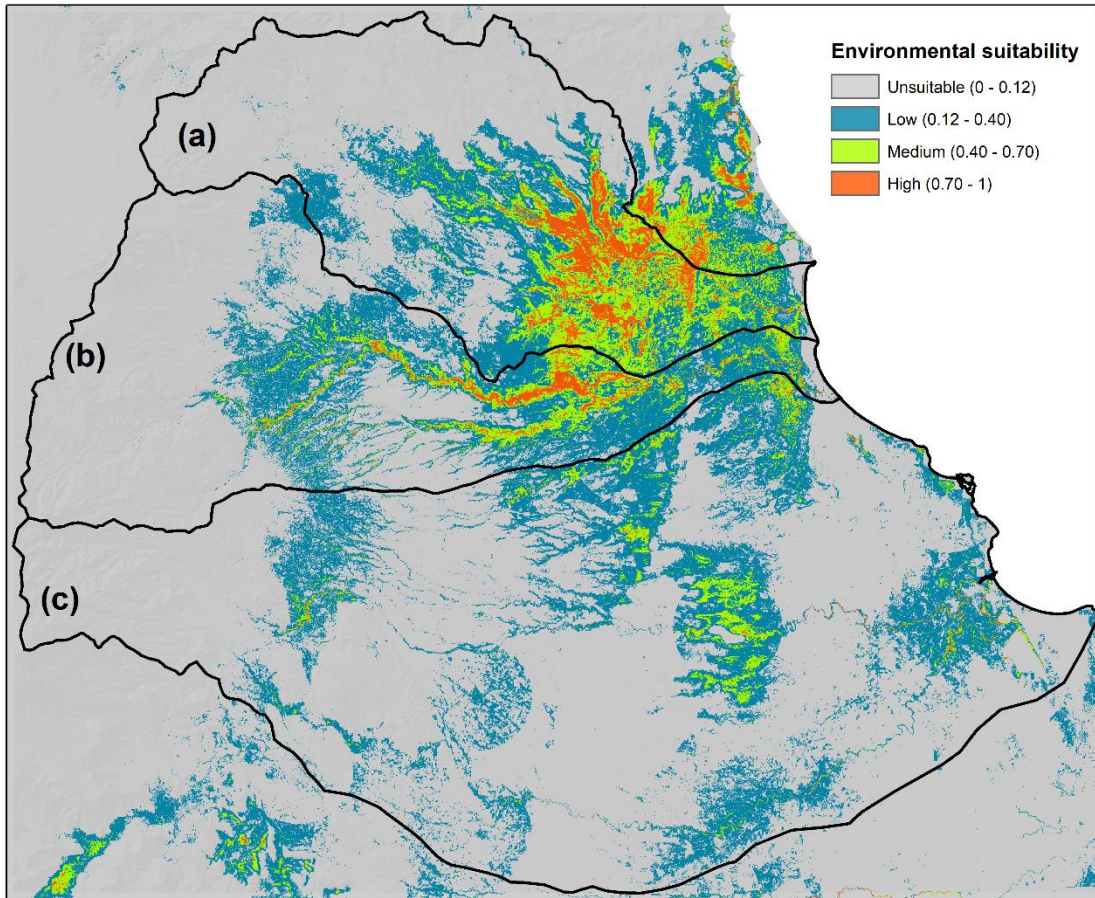 Environmental suitability
Unsuitable (0 - 0.12)
Low (0.12 - 0.40)
Medium (0.40 - 0.70)
High (0.70 - 1)
(a)
(b)
(c)